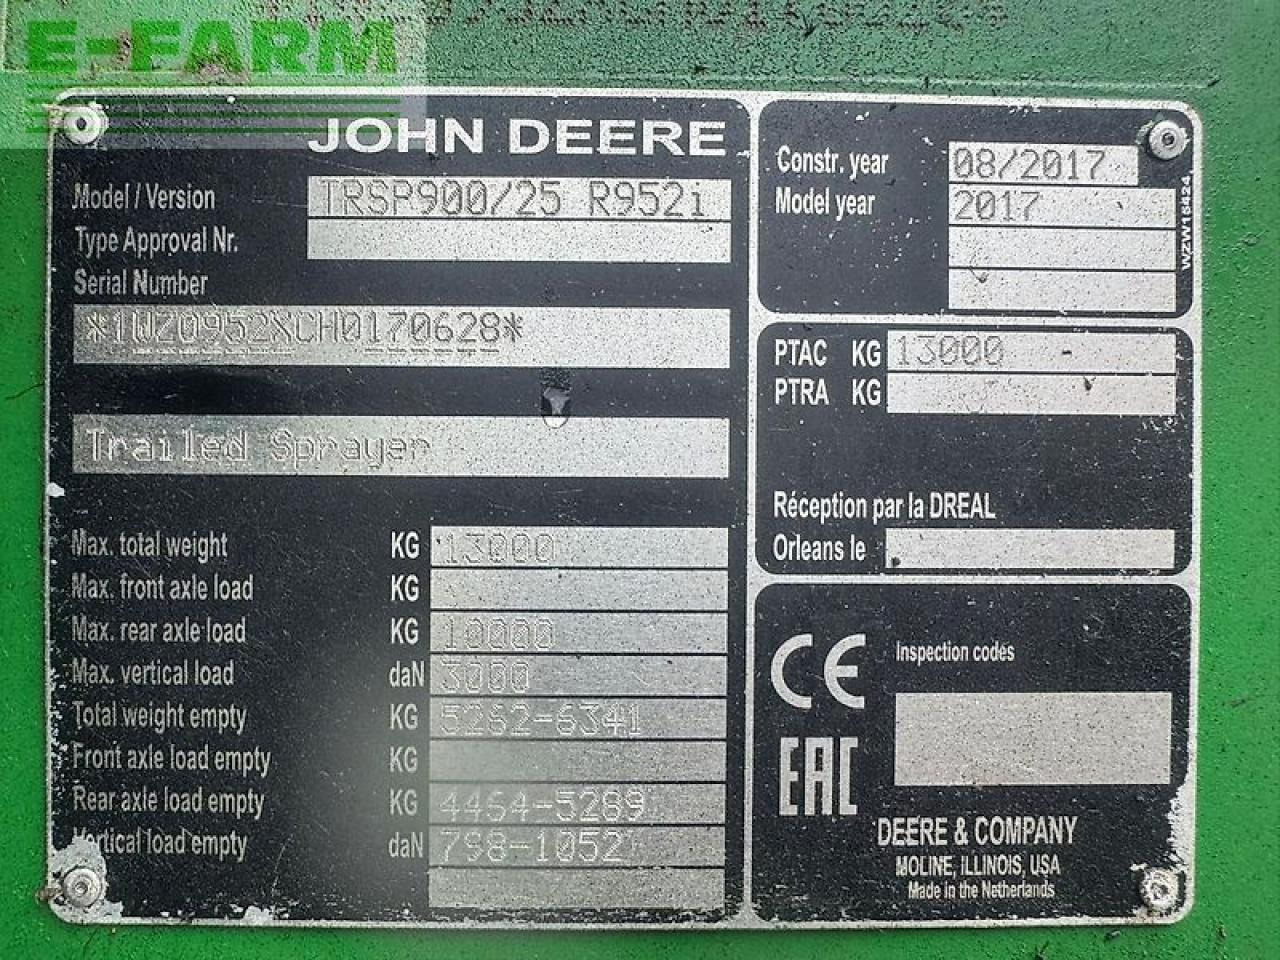 E-FARM
JOHN DEERE
Model / Version TRSP900/25 R952i
Type Approval Nr.
Serial Number
*1WZ0952XCH0170628*
Trailed Sprayer
Max. total weight KG 13000
Max. front axle load KG
Max. rear axle load KG 10000
Max. vertical load daN 3000
Total weight empty KG 5262-6341
Front axle load empty KG
Rear axle load empty KG 4464-5289
Vertical load empty daN 798-1052
Constr. year 08/2017
Model year 2017
WZW15424
PTAC KG 13000
PTRA KG
Réception par la DREAL
Orleans le
CE
Inspection codes
EAC
DEERE & COMPANY
MOLINE, ILLINOIS, USA
Made in the Netherlands